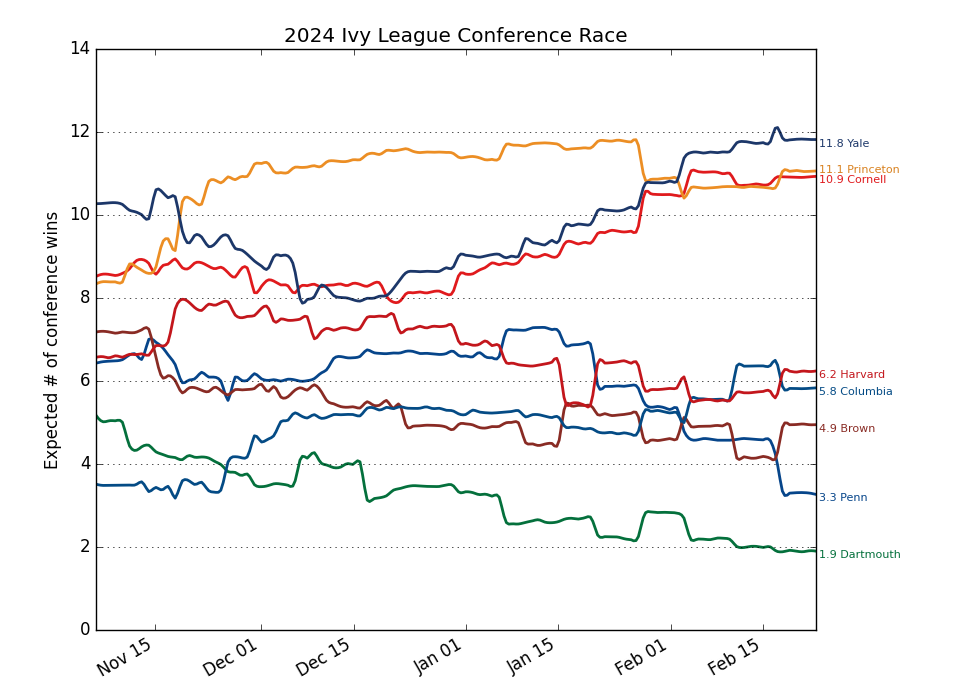 2024 Ivy League Conference Race
Expected # of conference wins
14
12
10
8
6
4
2
0
Nov 15
Dec 01
Dec 15
Jan 01
Jan 15
Feb 01
Feb 15
11.8 Yale
11.1 Princeton
10.9 Cornell
6.2 Harvard
5.8 Columbia
4.9 Brown
3.3 Penn
1.9 Dartmouth